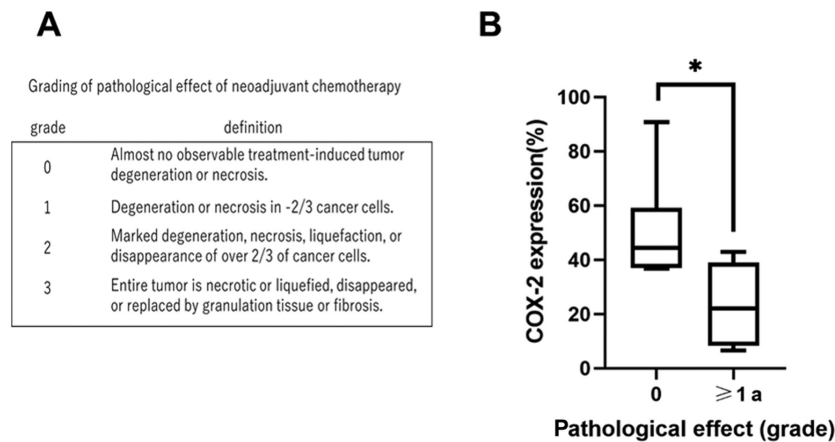 A
Grading of pathological effect of neoadjuvant chemotherapy
grade definition
0 Almost no observable treatment-induced tumor
degeneration or necrosis.
1 Degeneration or necrosis in -2/3 cancer cells.
2 Marked degeneration, necrosis, liquefaction, or
disappearance of over 2/3 of cancer cells.
3 Entire tumor is necrotic or liquefied, disappeared,
or replaced by granulation tissue or fibrosis.
B
*
100
80
60
40
20
0
COX-2 expression(%)
0 ≥1 a
Pathological effect (grade)